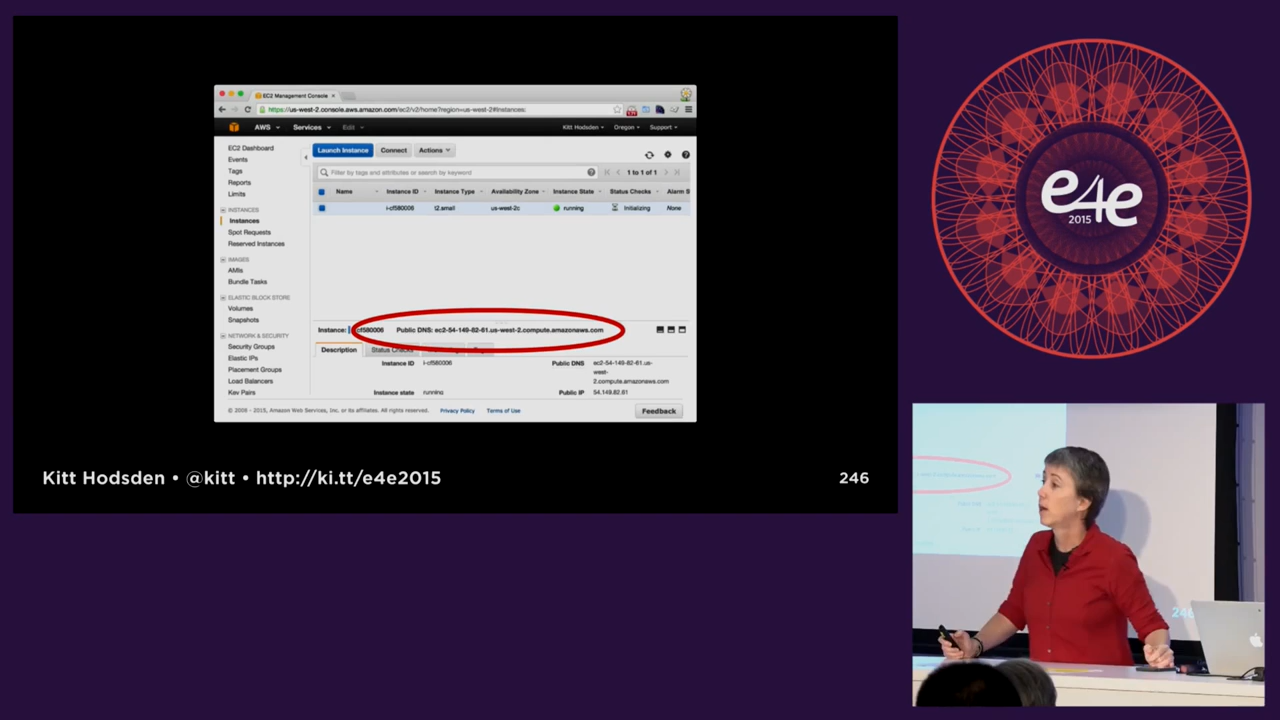 EC2 Management Console ×
https://us-west-2.console.aws.amazon.com/ec2/v2/home?region=us-west-2#Instances:
AWS Services Edit Kitt Hodsden Oregon Support
EC2 Dashboard
Events
Tags
Reports
Limits
INSTANCES
Instances
Spot Requests
Reserved Instances
IMAGES
AMIs
Bundle Tasks
ELASTIC BLOCK STORE
Volumes
Snapshots
NETWORK & SECURITY
Security Groups
Elastic IPs
Placement Groups
Load Balancers
Key Pairs
Launch Instance Connect Actions
Filter by tags and attributes or search by keyword 1 to 1 of 1
Name Instance ID Instance Type Availability Zone Instance State Status Checks Alarm S
i-cf580006 t2.small us-west-2c running Initializing None
Instance: cf580006 Public DNS: ec2-54-149-82-61.us-west-2.compute.amazonaws.com
Description Status Checks
Instance ID i-cf580006 Public DNS ec2-54-149-82-61.us-
west-
2.compute.amazonaws.com
Instance state running Public IP 54.149.82.61
© 2008 - 2015, Amazon Web Services, Inc. or its affiliates. All rights reserved. Privacy Policy Terms of Use Feedback
Kitt Hodsden • @kitt • http://ki.tt/e4e2015 246
e4e
2015
246